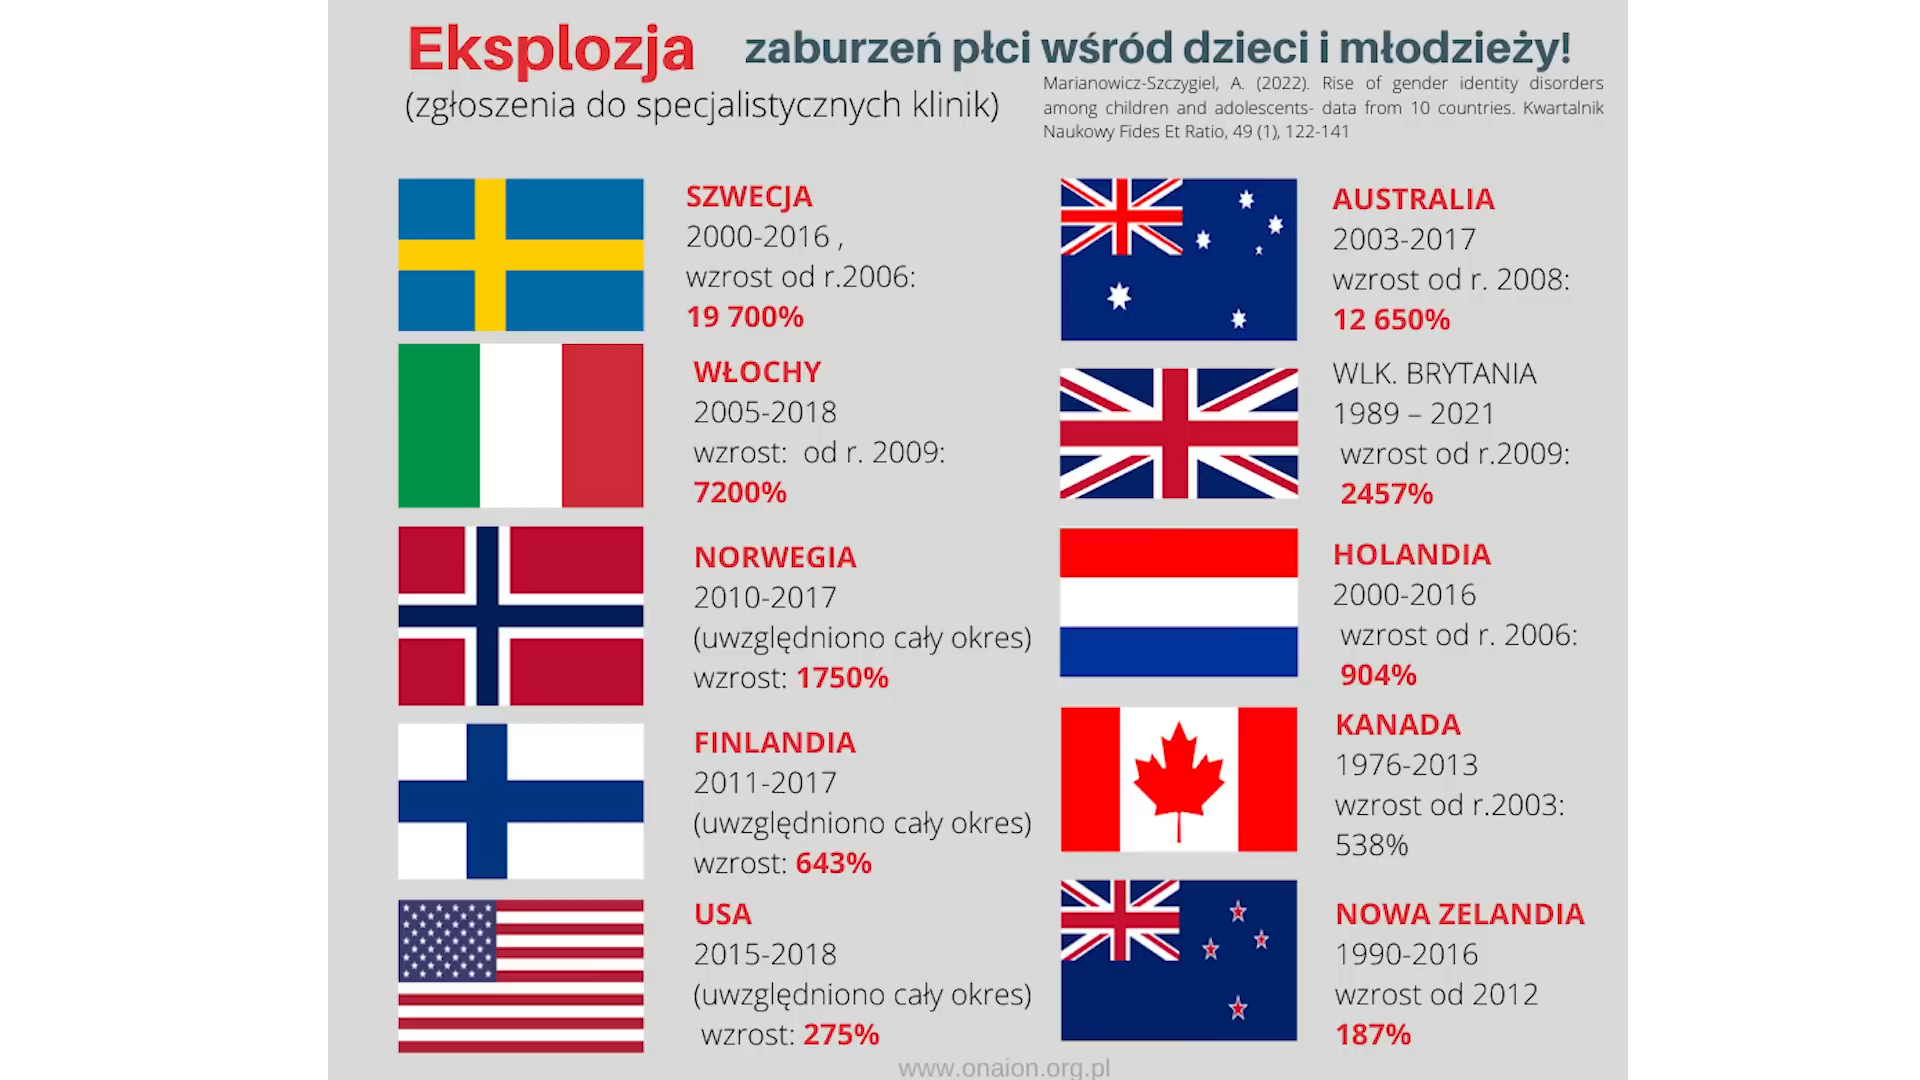 Eksplozja zaburzeń płci wśród dzieci i młodzieży!
(zgłoszenia do specjalistycznych klinik)
Marianowicz-Szczygiel, A. (2022). Rise of gender identity disorders
among children and adolescents- data from 10 countries. Kwartalnik
Naukowy Fides Et Ratio, 49 (1), 122-141
SZWECJA
2000-2016 ,
wzrost od r.2006:
19 700%
WŁOCHY
2005-2018
wzrost: od r. 2009:
7200%
NORWEGIA
2010-2017
(uwzględniono cały okres)
wzrost: 1750%
FINLANDIA
2011-2017
(uwzględniono cały okres)
wzrost: 643%
USA
2015-2018
(uwzględniono cały okres)
wzrost: 275%
AUSTRALIA
2003-2017
wzrost od r. 2008:
12 650%
WLK. BRYTANIA
1989 – 2021
wzrost od r.2009:
2457%
HOLANDIA
2000-2016
wzrost od r. 2006:
904%
KANADA
1976-2013
wzrost od r.2003:
538%
NOWA ZELANDIA
1990-2016
wzrost od 2012
187%
www.onaion.org.pl